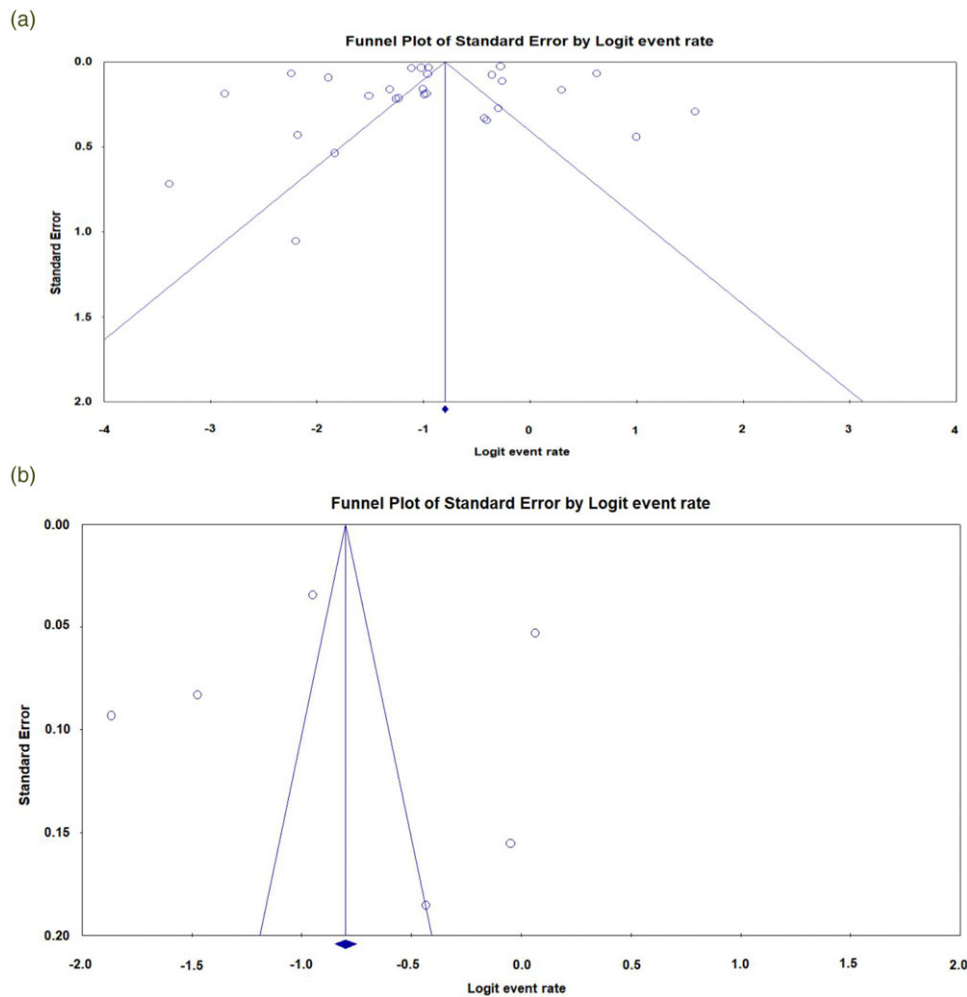 (a)
Funnel Plot of Standard Error by Logit event rate
0.0
0.5
1.0
1.5
2.0
Standard Error
-4 -3 -2 -1 0 1 2 3 4
Logit event rate
(b)
Funnel Plot of Standard Error by Logit event rate
0.00
0.05
0.10
0.15
0.20
Standard Error
-2.0 -1.5 -1.0 -0.5 0.0 0.5 1.0 1.5 2.0
Logit event rate